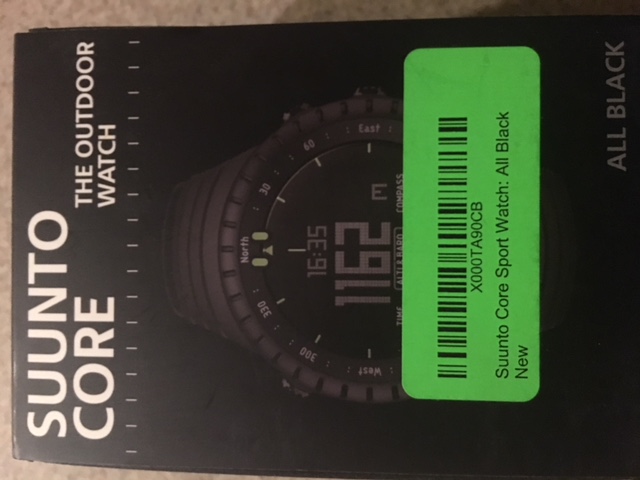 SUUNTO
CORE
THE OUTDOOR
WATCH
North
30
60
East
330
300
West
16:35
1162
m
TIME
ALTI & BARO
COMPASS
X000TA90CB
Suunto Core Sport Watch: All Black
New
ALL BLACK